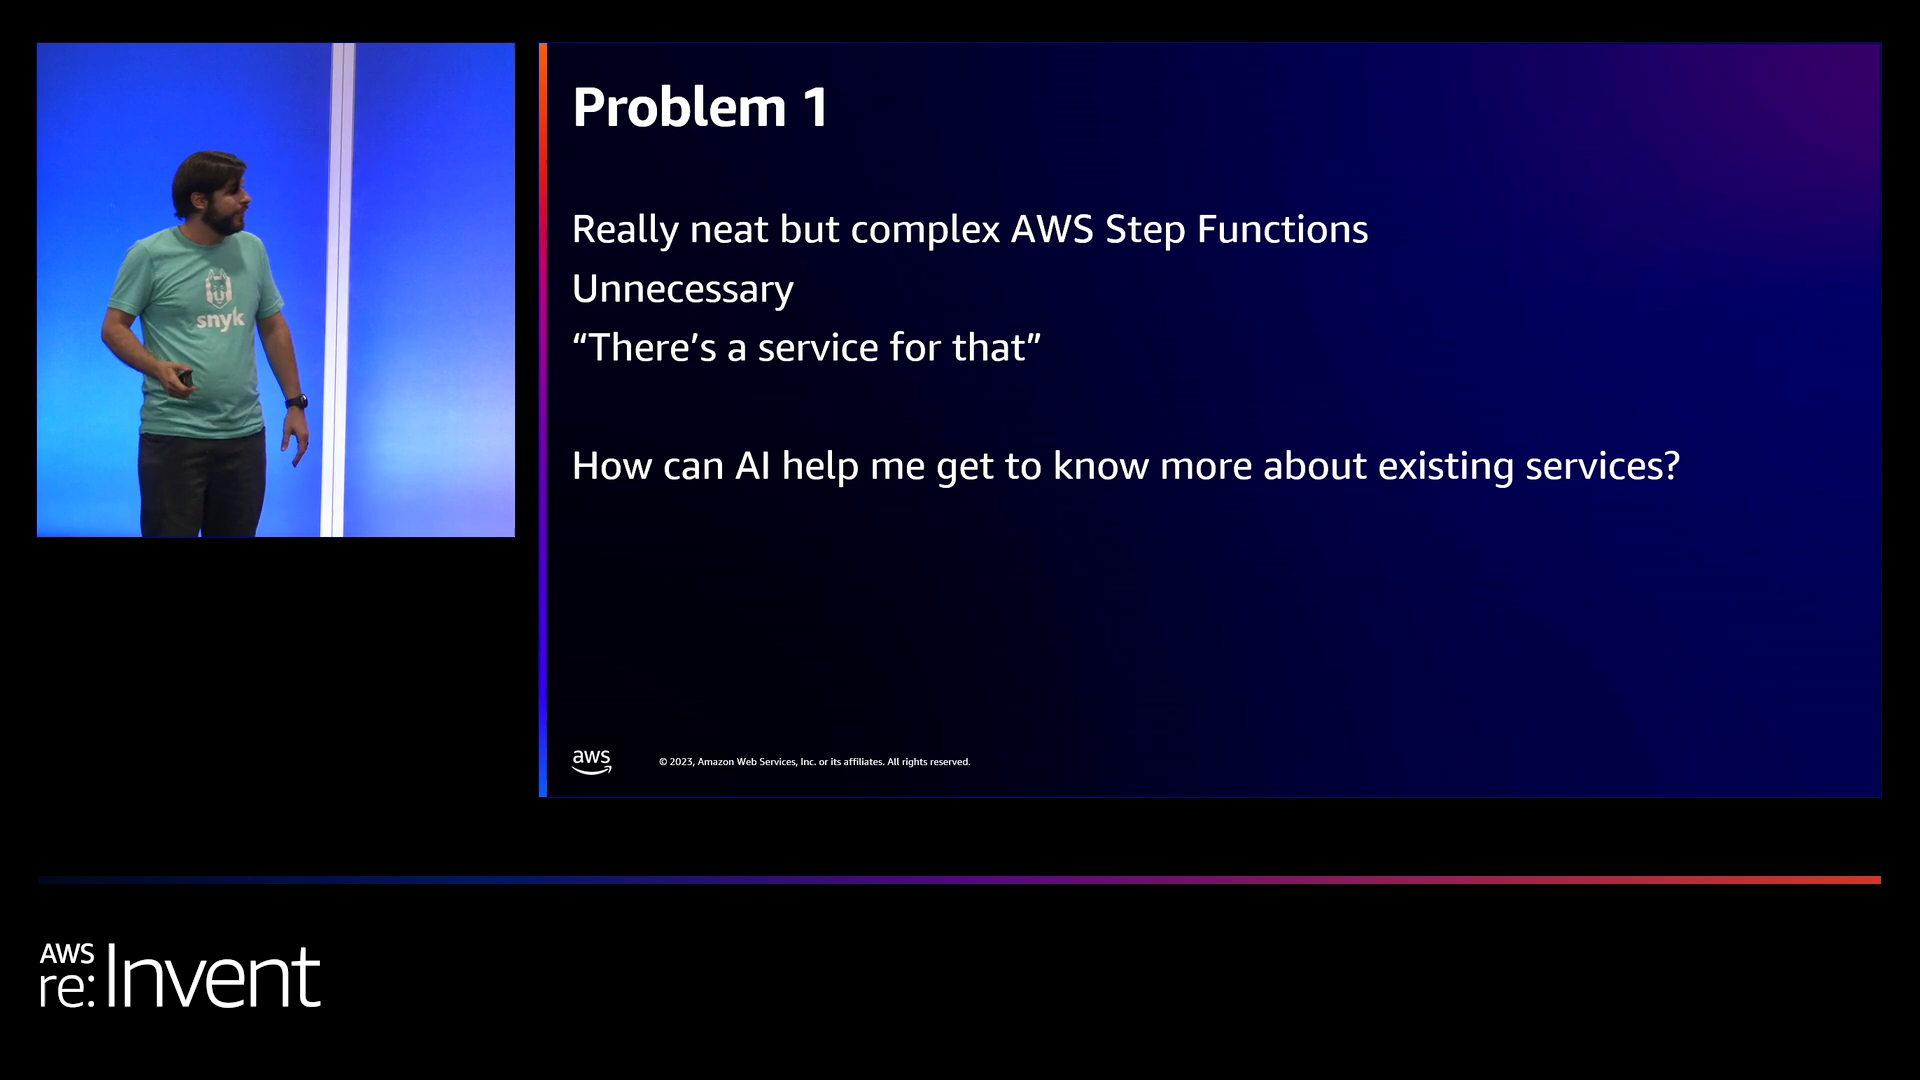 snyk
Problem 1
Really neat but complex AWS Step Functions
Unnecessary
“There’s a service for that”
How can AI help me get to know more about existing services?
aws
© 2023, Amazon Web Services, Inc. or its affiliates. All rights reserved.
AWS
re:Invent